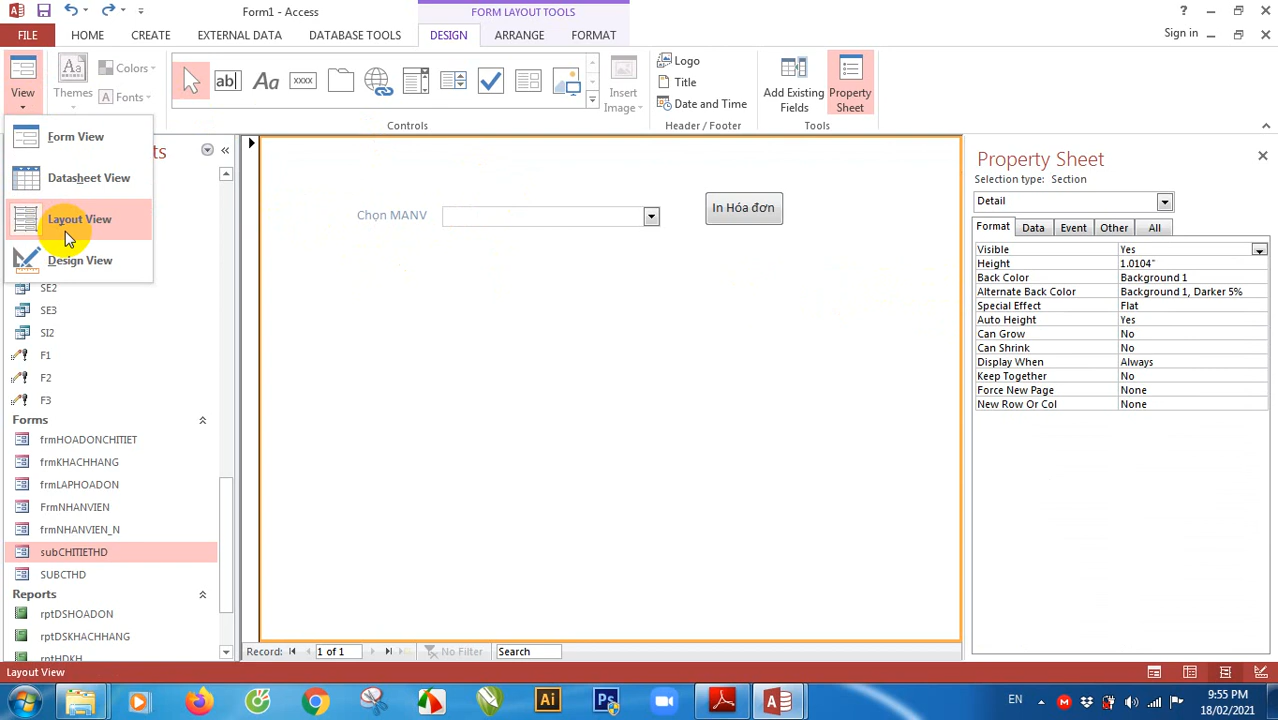 Form1 - Access
FORM LAYOUT TOOLS
?
FILE
HOME
CREATE
EXTERNAL DATA
DATABASE TOOLS
DESIGN
ARRANGE
FORMAT
Sign in
View
Themes
Colors
Fonts
ab
Aa
xxxx
Controls
Insert
Image
Logo
Title
Date and Time
Header / Footer
Add Existing
Fields
Property
Sheet
Tools
Form View
Datasheet View
Layout View
Design View
ts
SE2
SE3
SI2
F1
F2
F3
Forms
frmHOADONCHITIET
frmKHACHHANG
frmLAPHOADON
FrmNHANVIEN
frmNHANVIEN_N
subCHITIETHD
SUBCTHD
Reports
rptDSHOADON
rptDSKHACHHANG
rptHDKH
Chọn MANV
In Hóa đơn
Record:
1 of 1
No Filter
Search
Property Sheet
Selection type: Section
Detail
Format
Data
Event
Other
All
Visible Yes
Height 1.0104"
Back Color Background 1
Alternate Back Color Background 1, Darker 5%
Special Effect Flat
Auto Height Yes
Can Grow No
Can Shrink No
Display When Always
Keep Together No
Force New Page None
New Row Or Col None
Layout View
Ai
Ps
EN
9:55 PM
18/02/2021